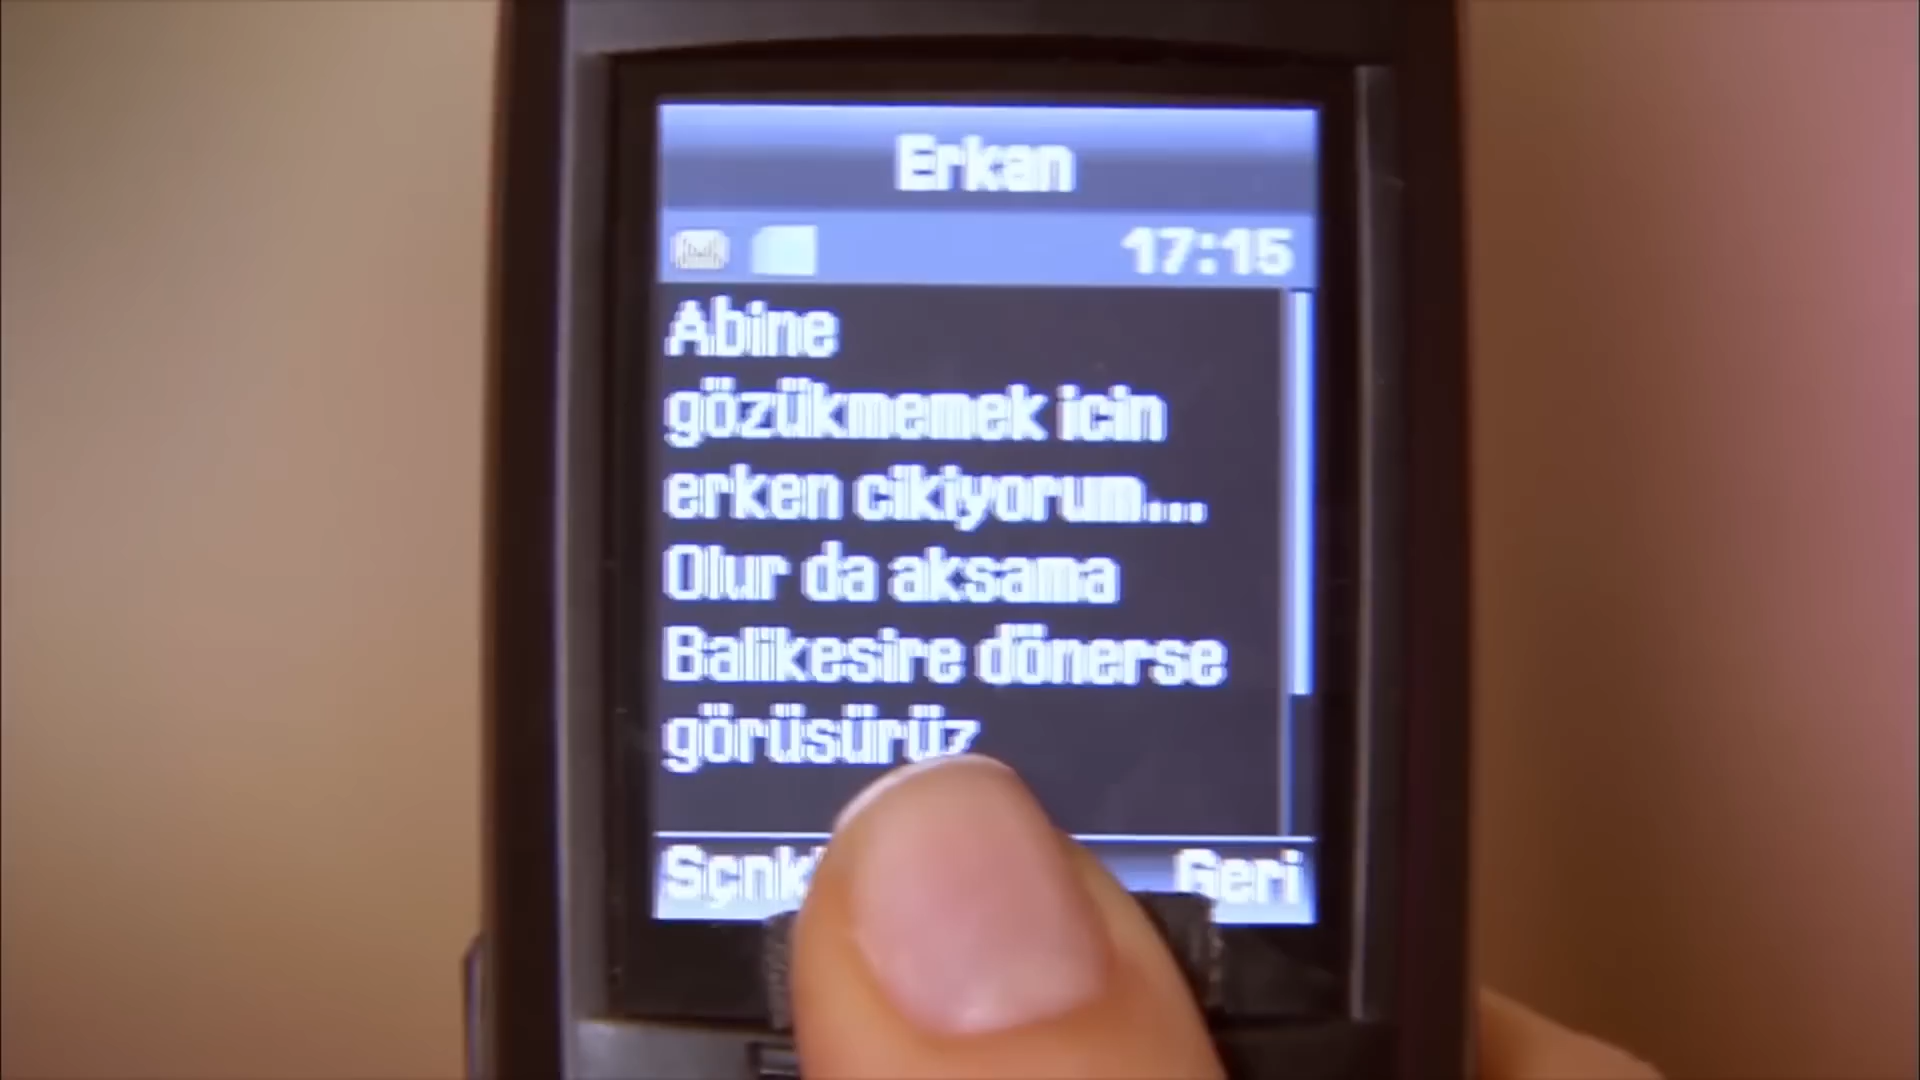 Erkan
17:15
Abine
gözükmemek icin
erken cikiyorum...
Olur da aksama
Balikesire dönerse
görüsürüz
Geri